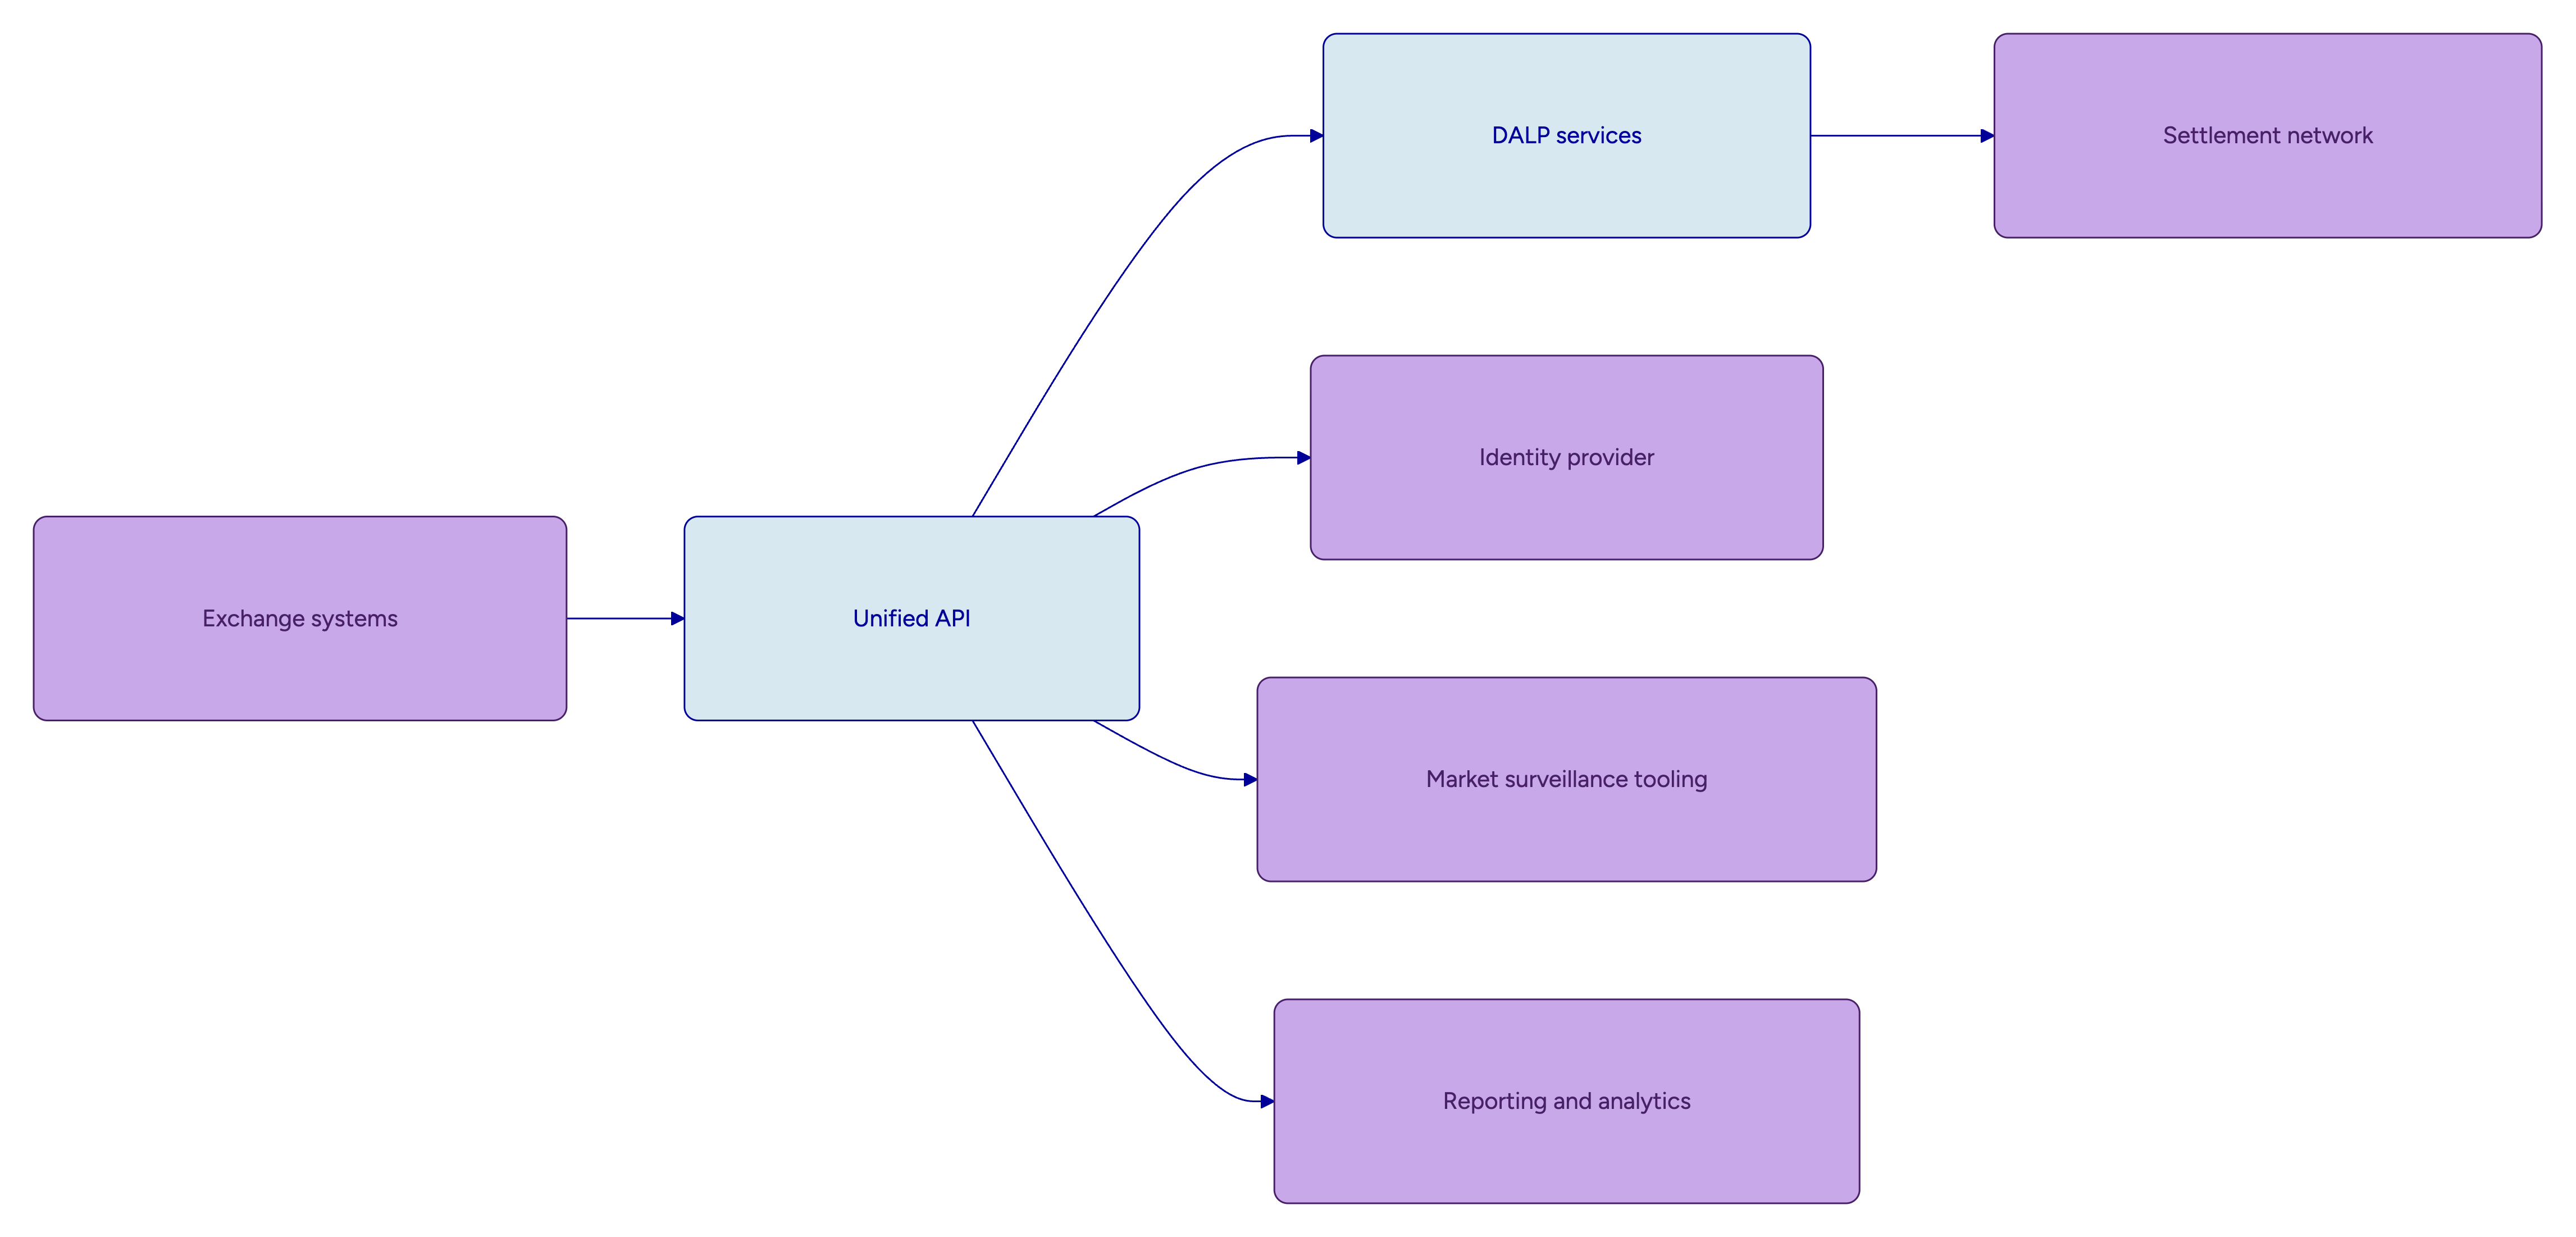 DALP services
Settlement network
Identity provider
Exchange systems
Unified API
Market surveillance tooling
Reporting and analytics